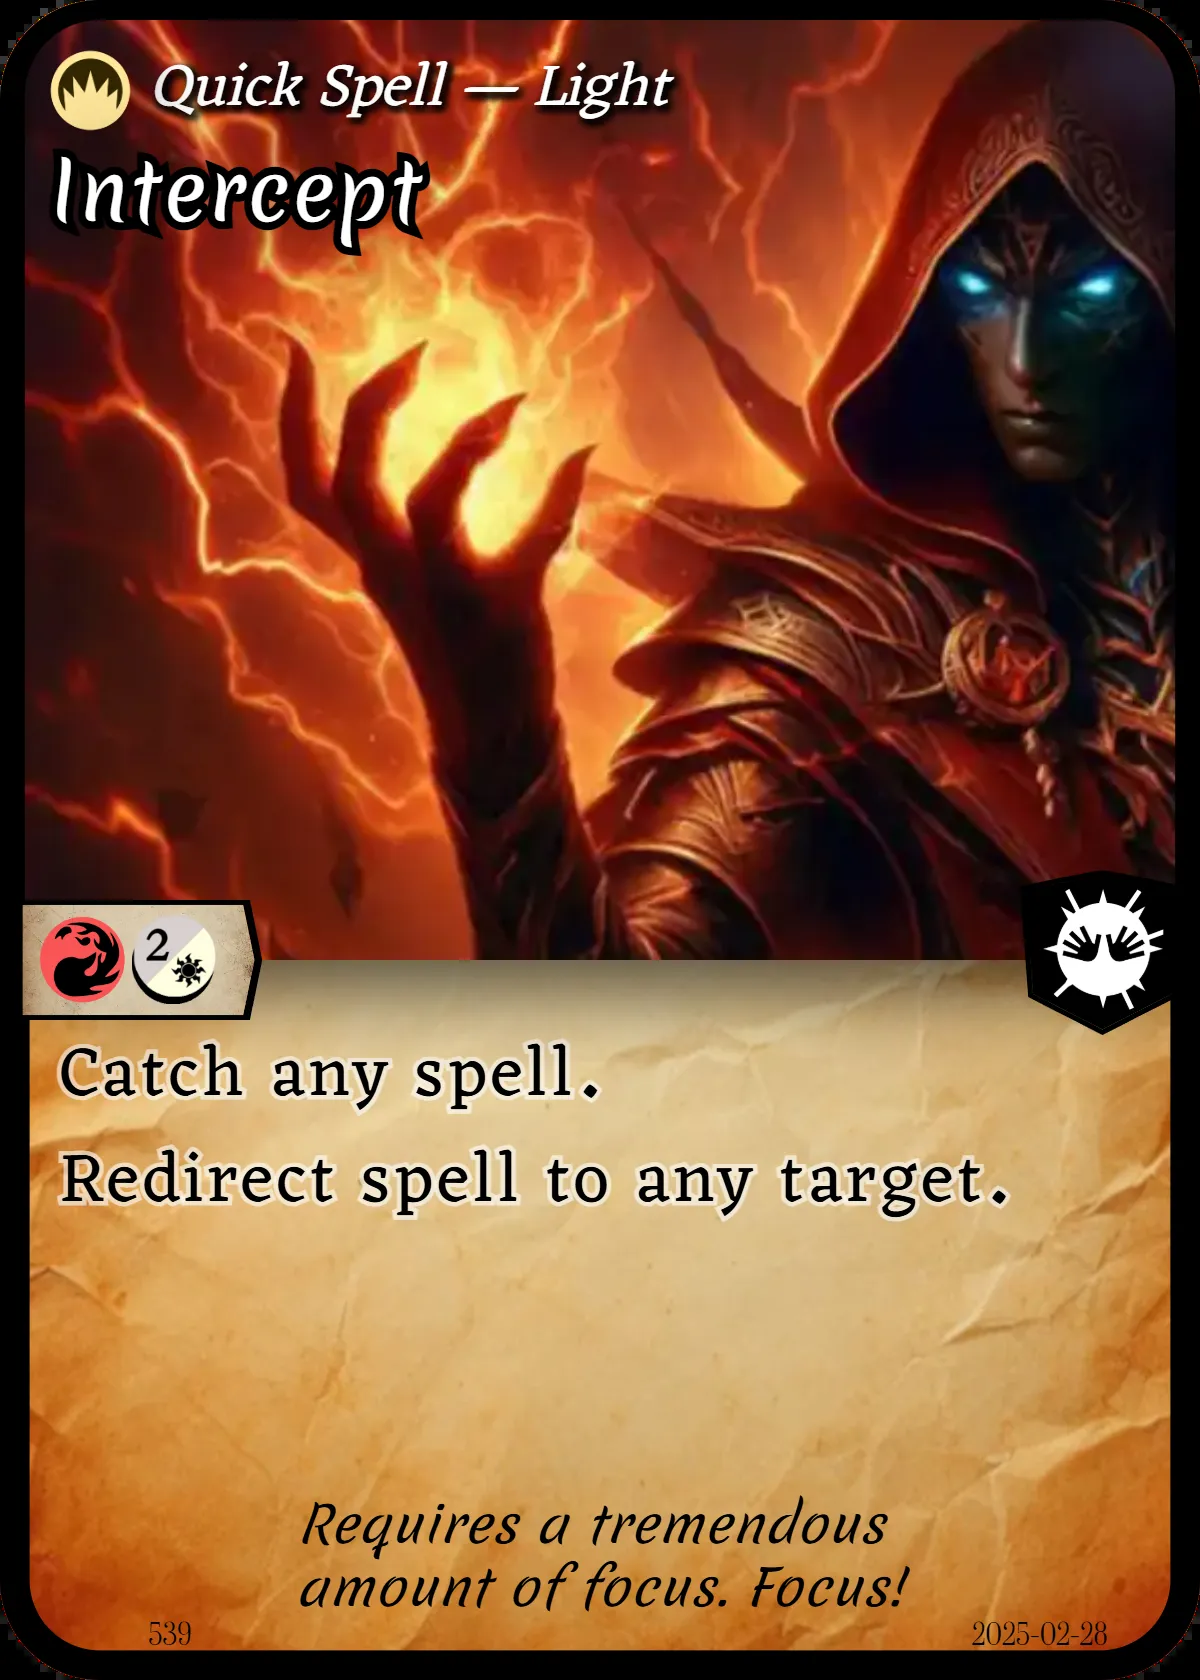 Quick Spell — Light
Intercept
2
Catch any spell.
Redirect spell to any target.
Requires a tremendous
amount of focus. Focus!
539
2025-02-28